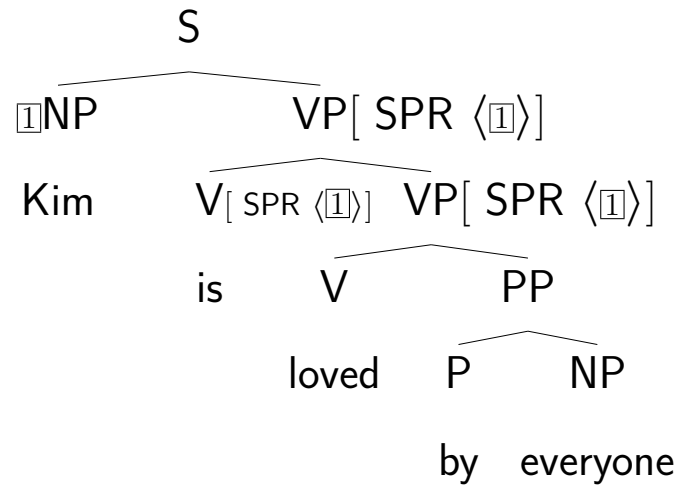 S
1NP VP[ SPR ⟨1⟩]
Kim V[ SPR ⟨1⟩] VP[ SPR ⟨1⟩]
is V PP
loved P NP
by everyone